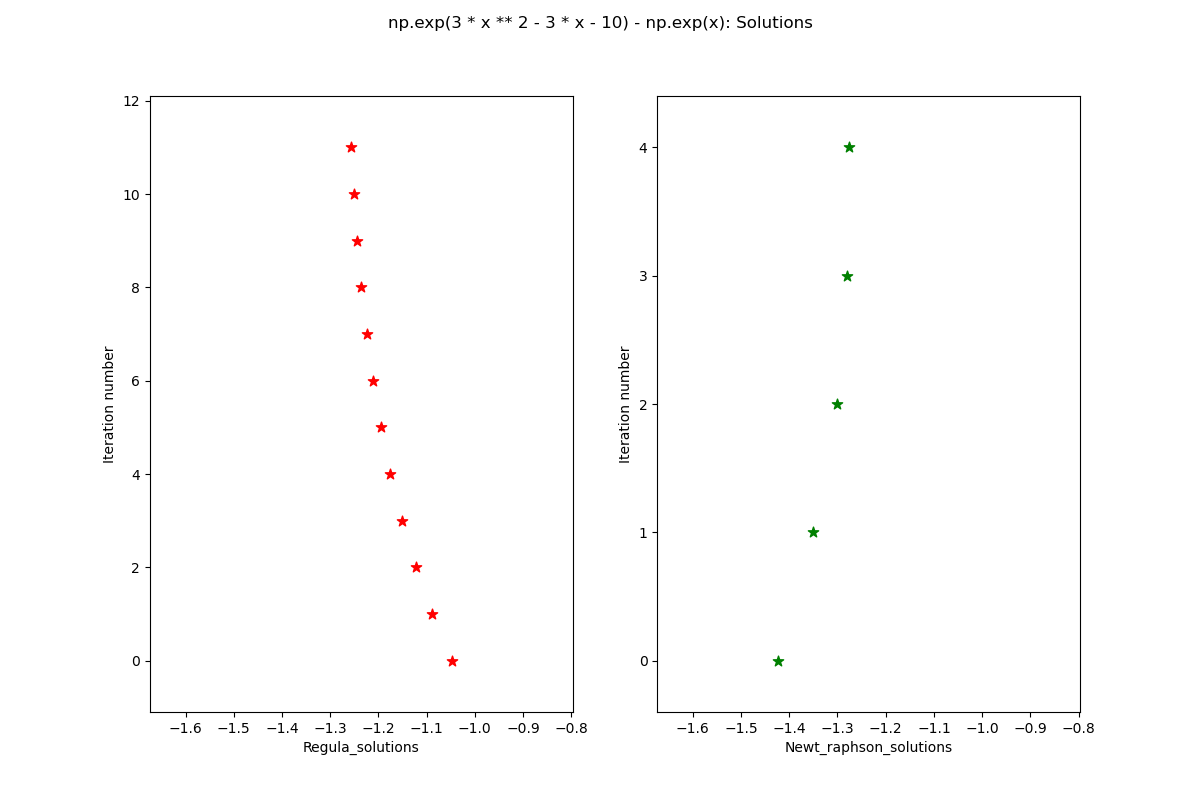 np.exp(3 * x ** 2 - 3 * x - 10) - np.exp(x): Solutions
12
10
8
6
4
2
0
Iteration number
−1.6 −1.5 −1.4 −1.3 −1.2 −1.1 −1.0 −0.9 −0.8
Regula_solutions
4
3
2
1
0
Iteration number
−1.6 −1.5 −1.4 −1.3 −1.2 −1.1 −1.0 −0.9 −0.8
Newt_raphson_solutions